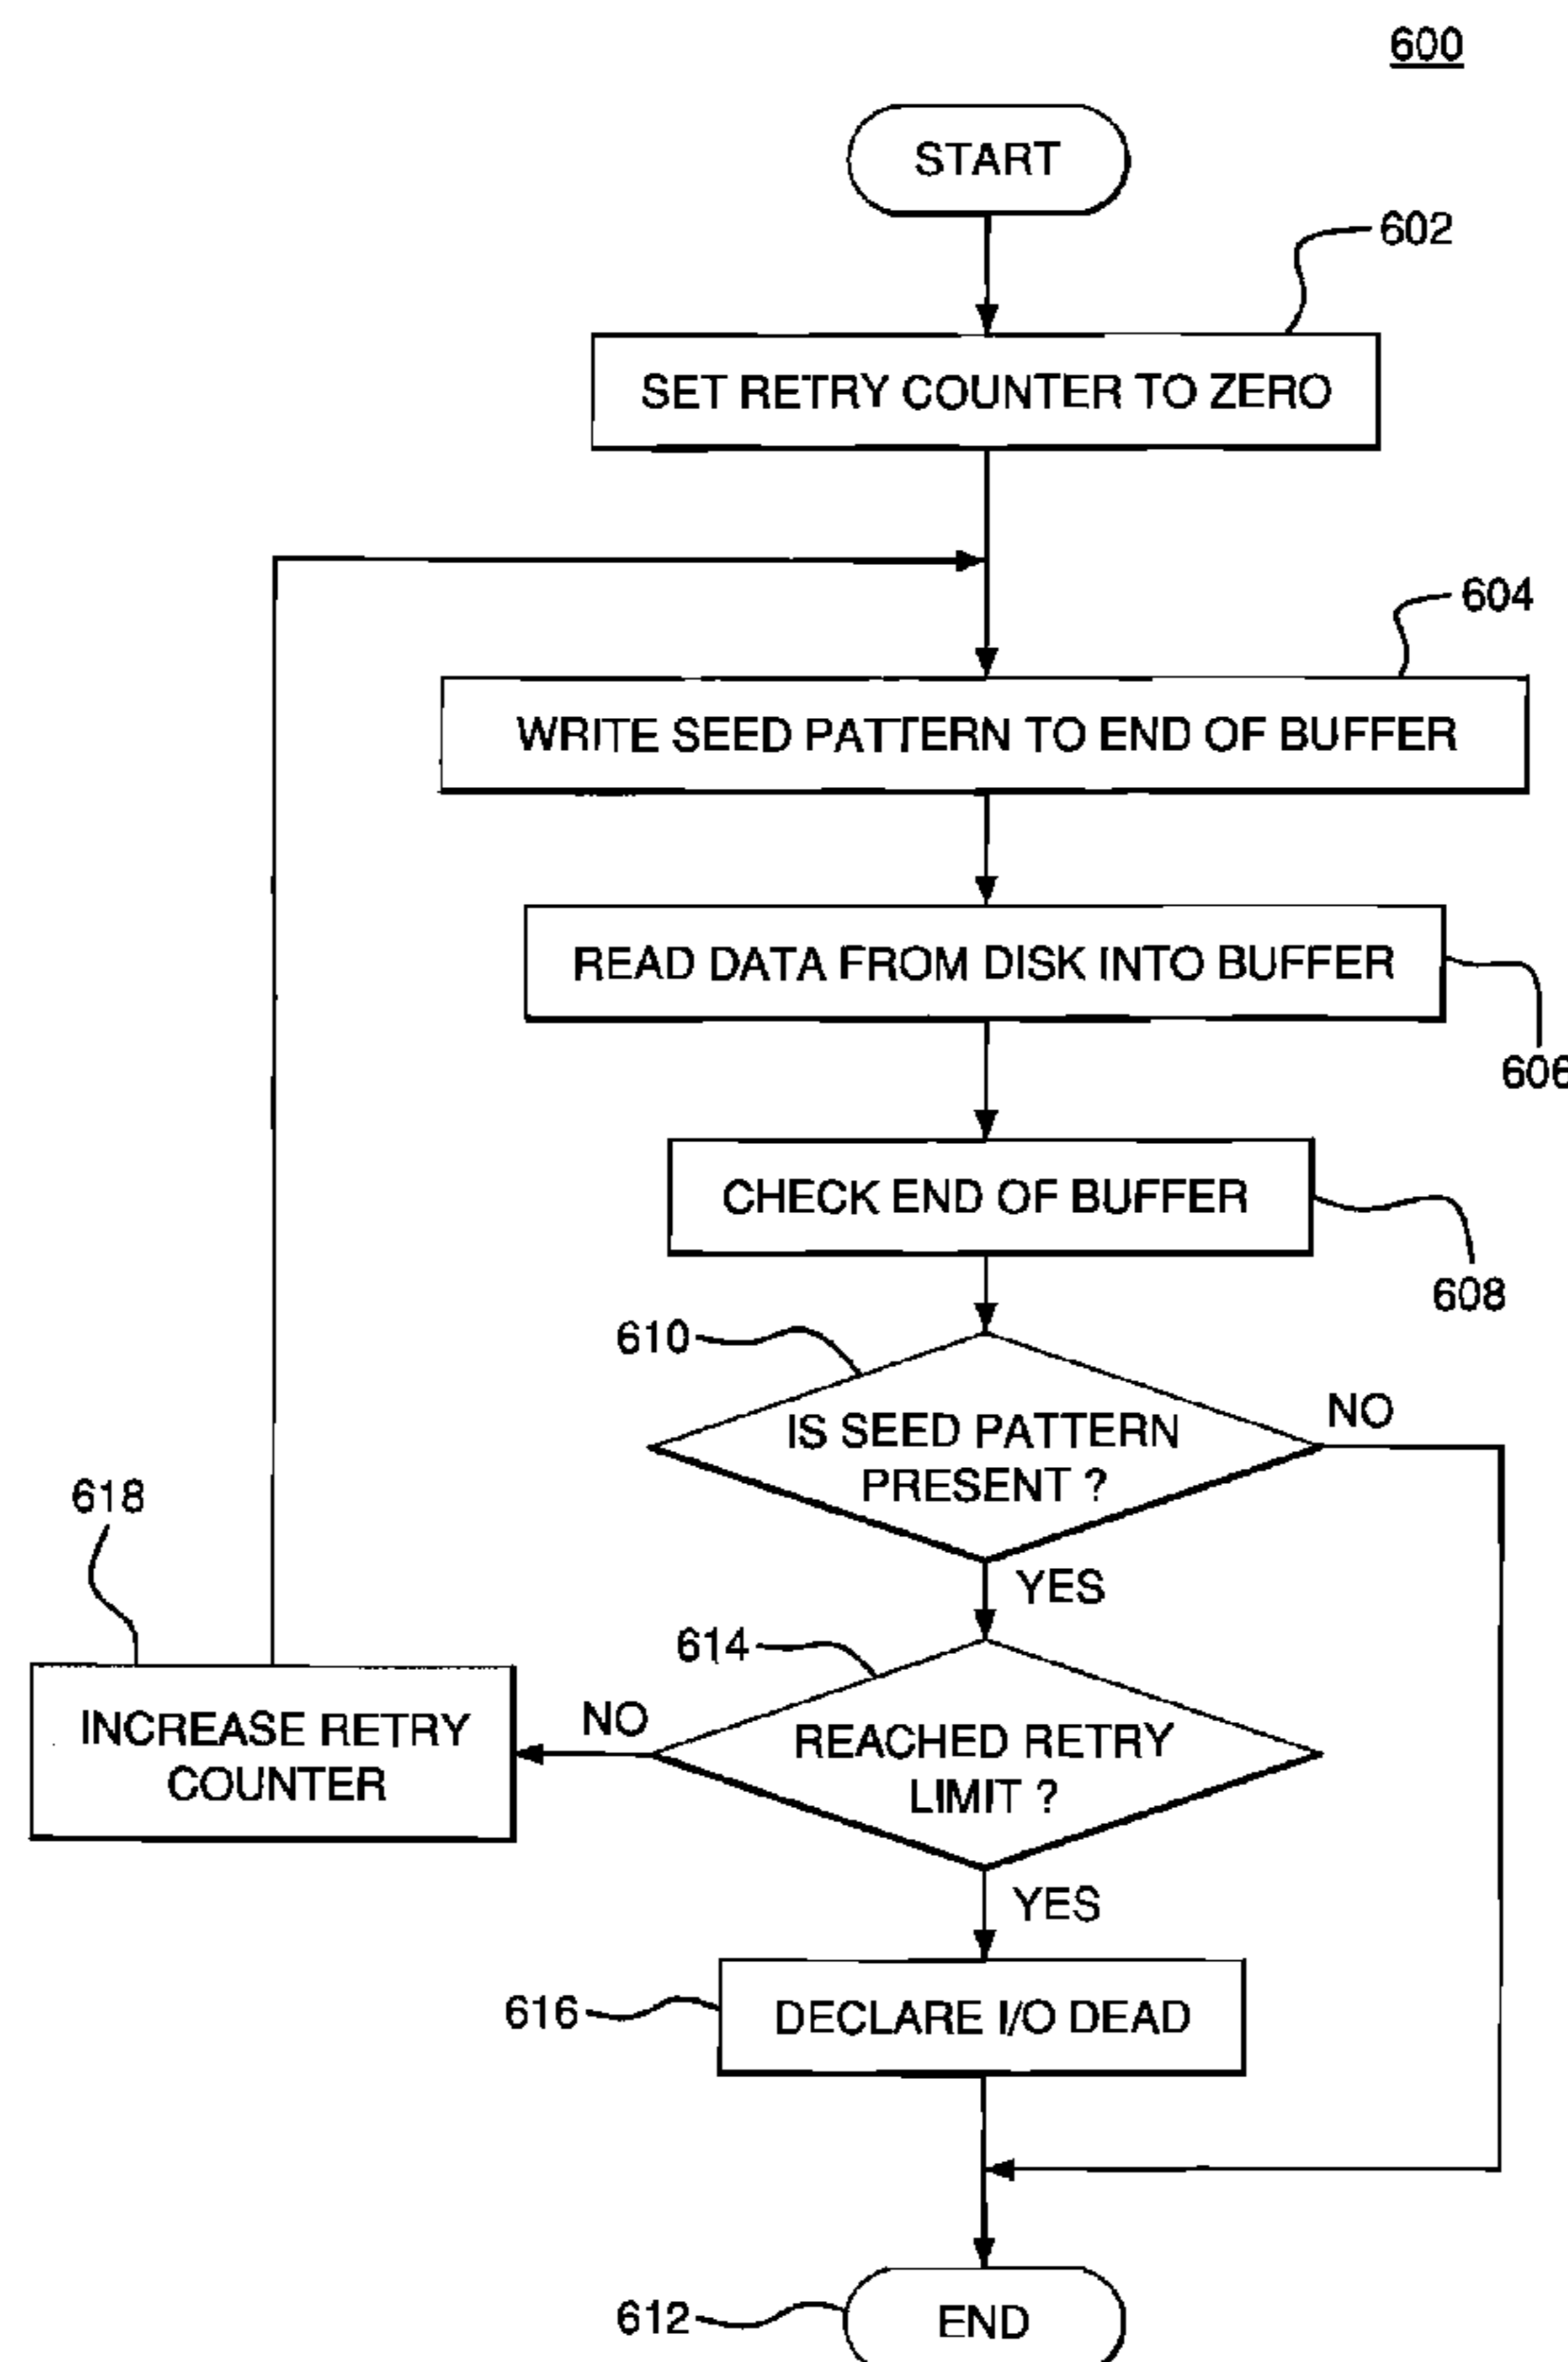 600
START
602
SET RETRY COUNTER TO ZERO
604
WRITE SEED PATTERN TO END OF BUFFER
READ DATA FROM DISK INTO BUFFER
606
CHECK END OF BUFFER
608
610
IS SEED PATTERN
PRESENT ?
NO
YES
618
614
INCREASE RETRY
COUNTER
NO
REACHED RETRY
LIMIT ?
YES
616
DECLARE I/O DEAD
612
END